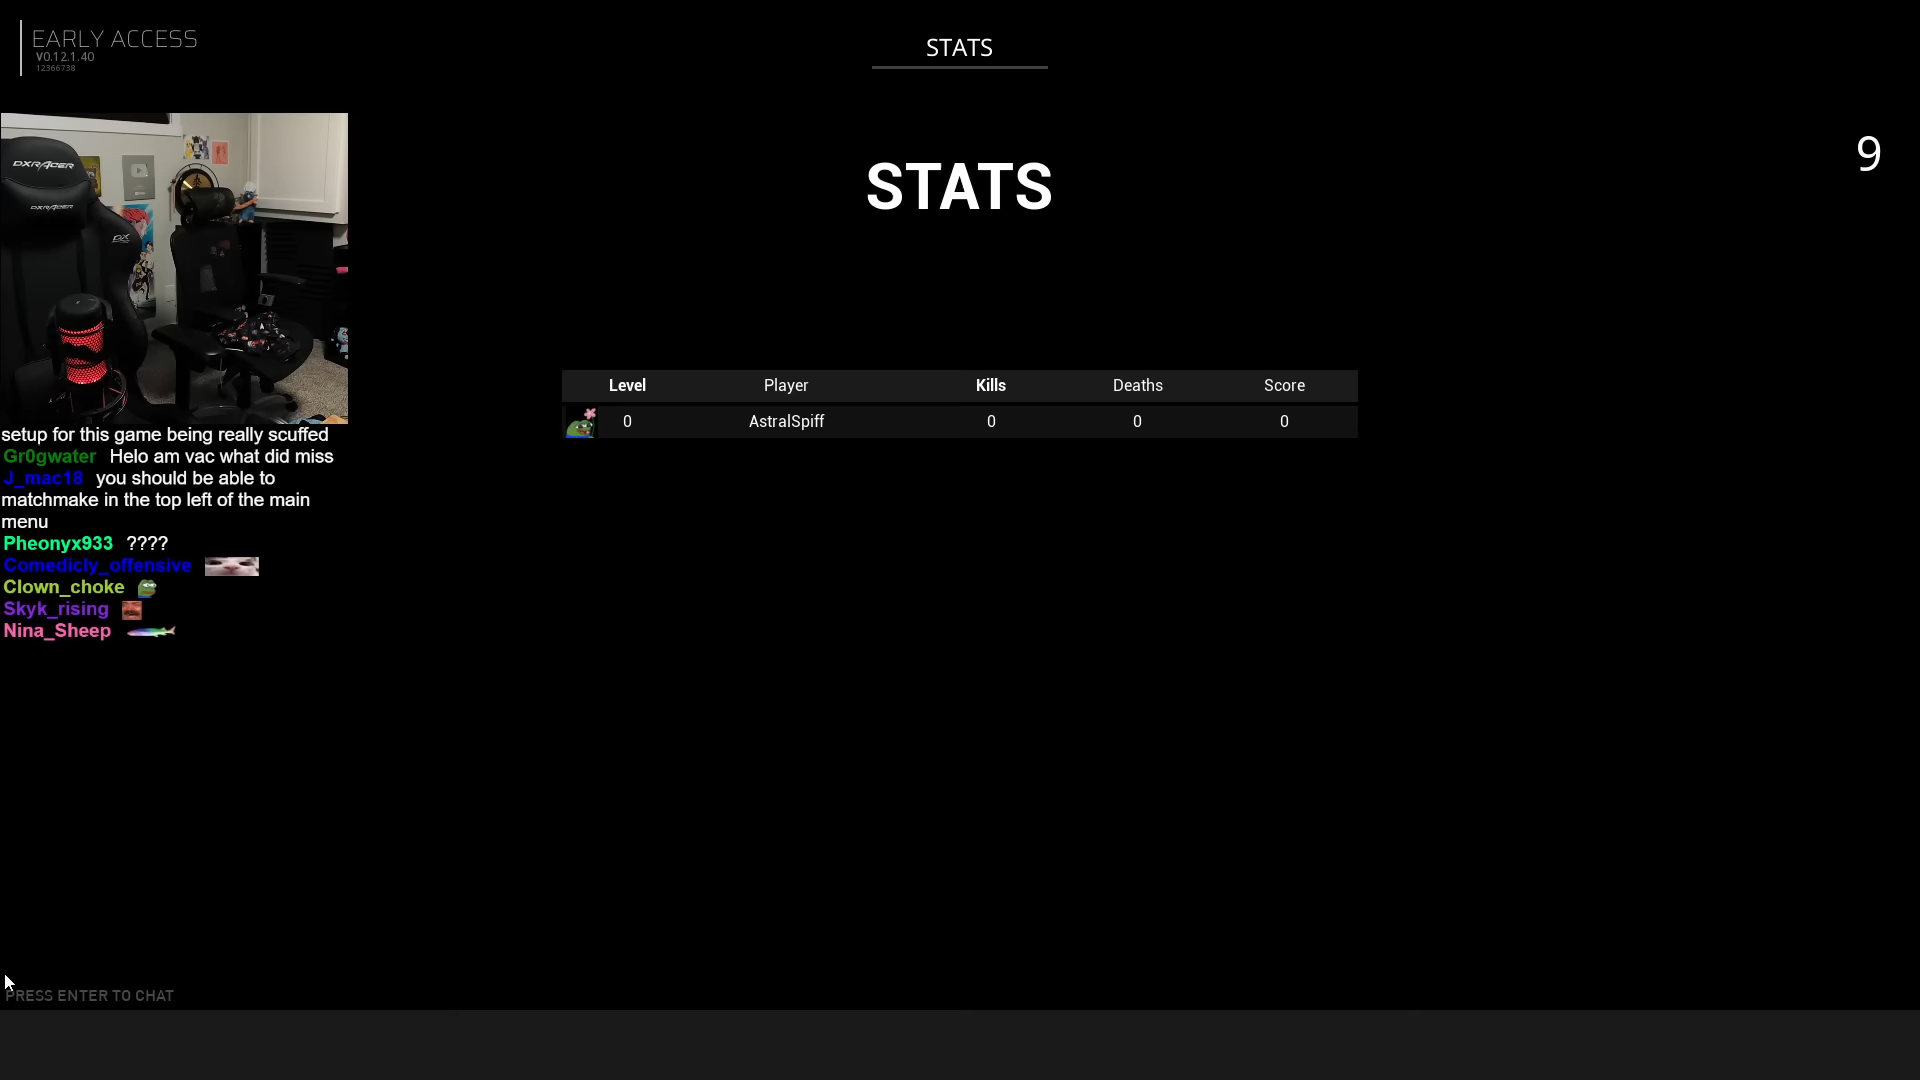 EARLY ACCESS
V0.12.1.40
12366738
STATS
9
STATS
DXRACER
DXRACER
Level Player Kills Deaths Score
0 AstralSpiff 0 0 0
setup for this game being really scuffed
Gr0gwater Helo am vac what did miss
J_mac18 you should be able to
matchmake in the top left of the main
menu
Pheonyx933 ????
Comedicly_offensive
Clown_choke
Skyk_rising
Nina_Sheep
PRESS ENTER TO CHAT